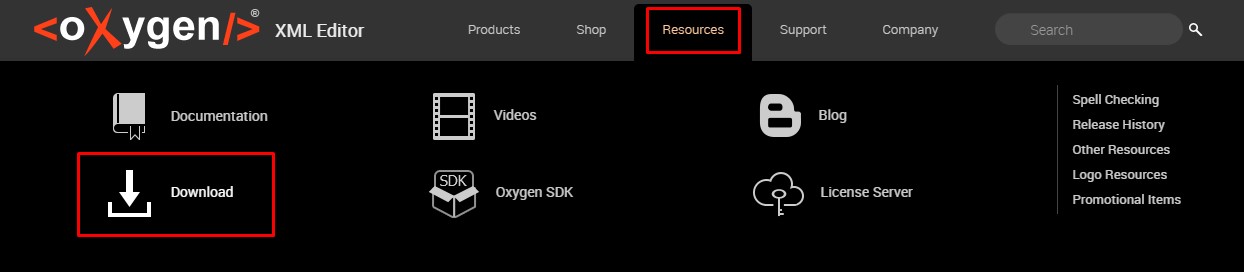 <oXygen/>® XML Editor
Products
Shop
Resources
Support
Company
Search
Documentation
Videos
Blog
Download
SDK
Oxygen SDK
License Server
Spell Checking
Release History
Other Resources
Logo Resources
Promotional Items